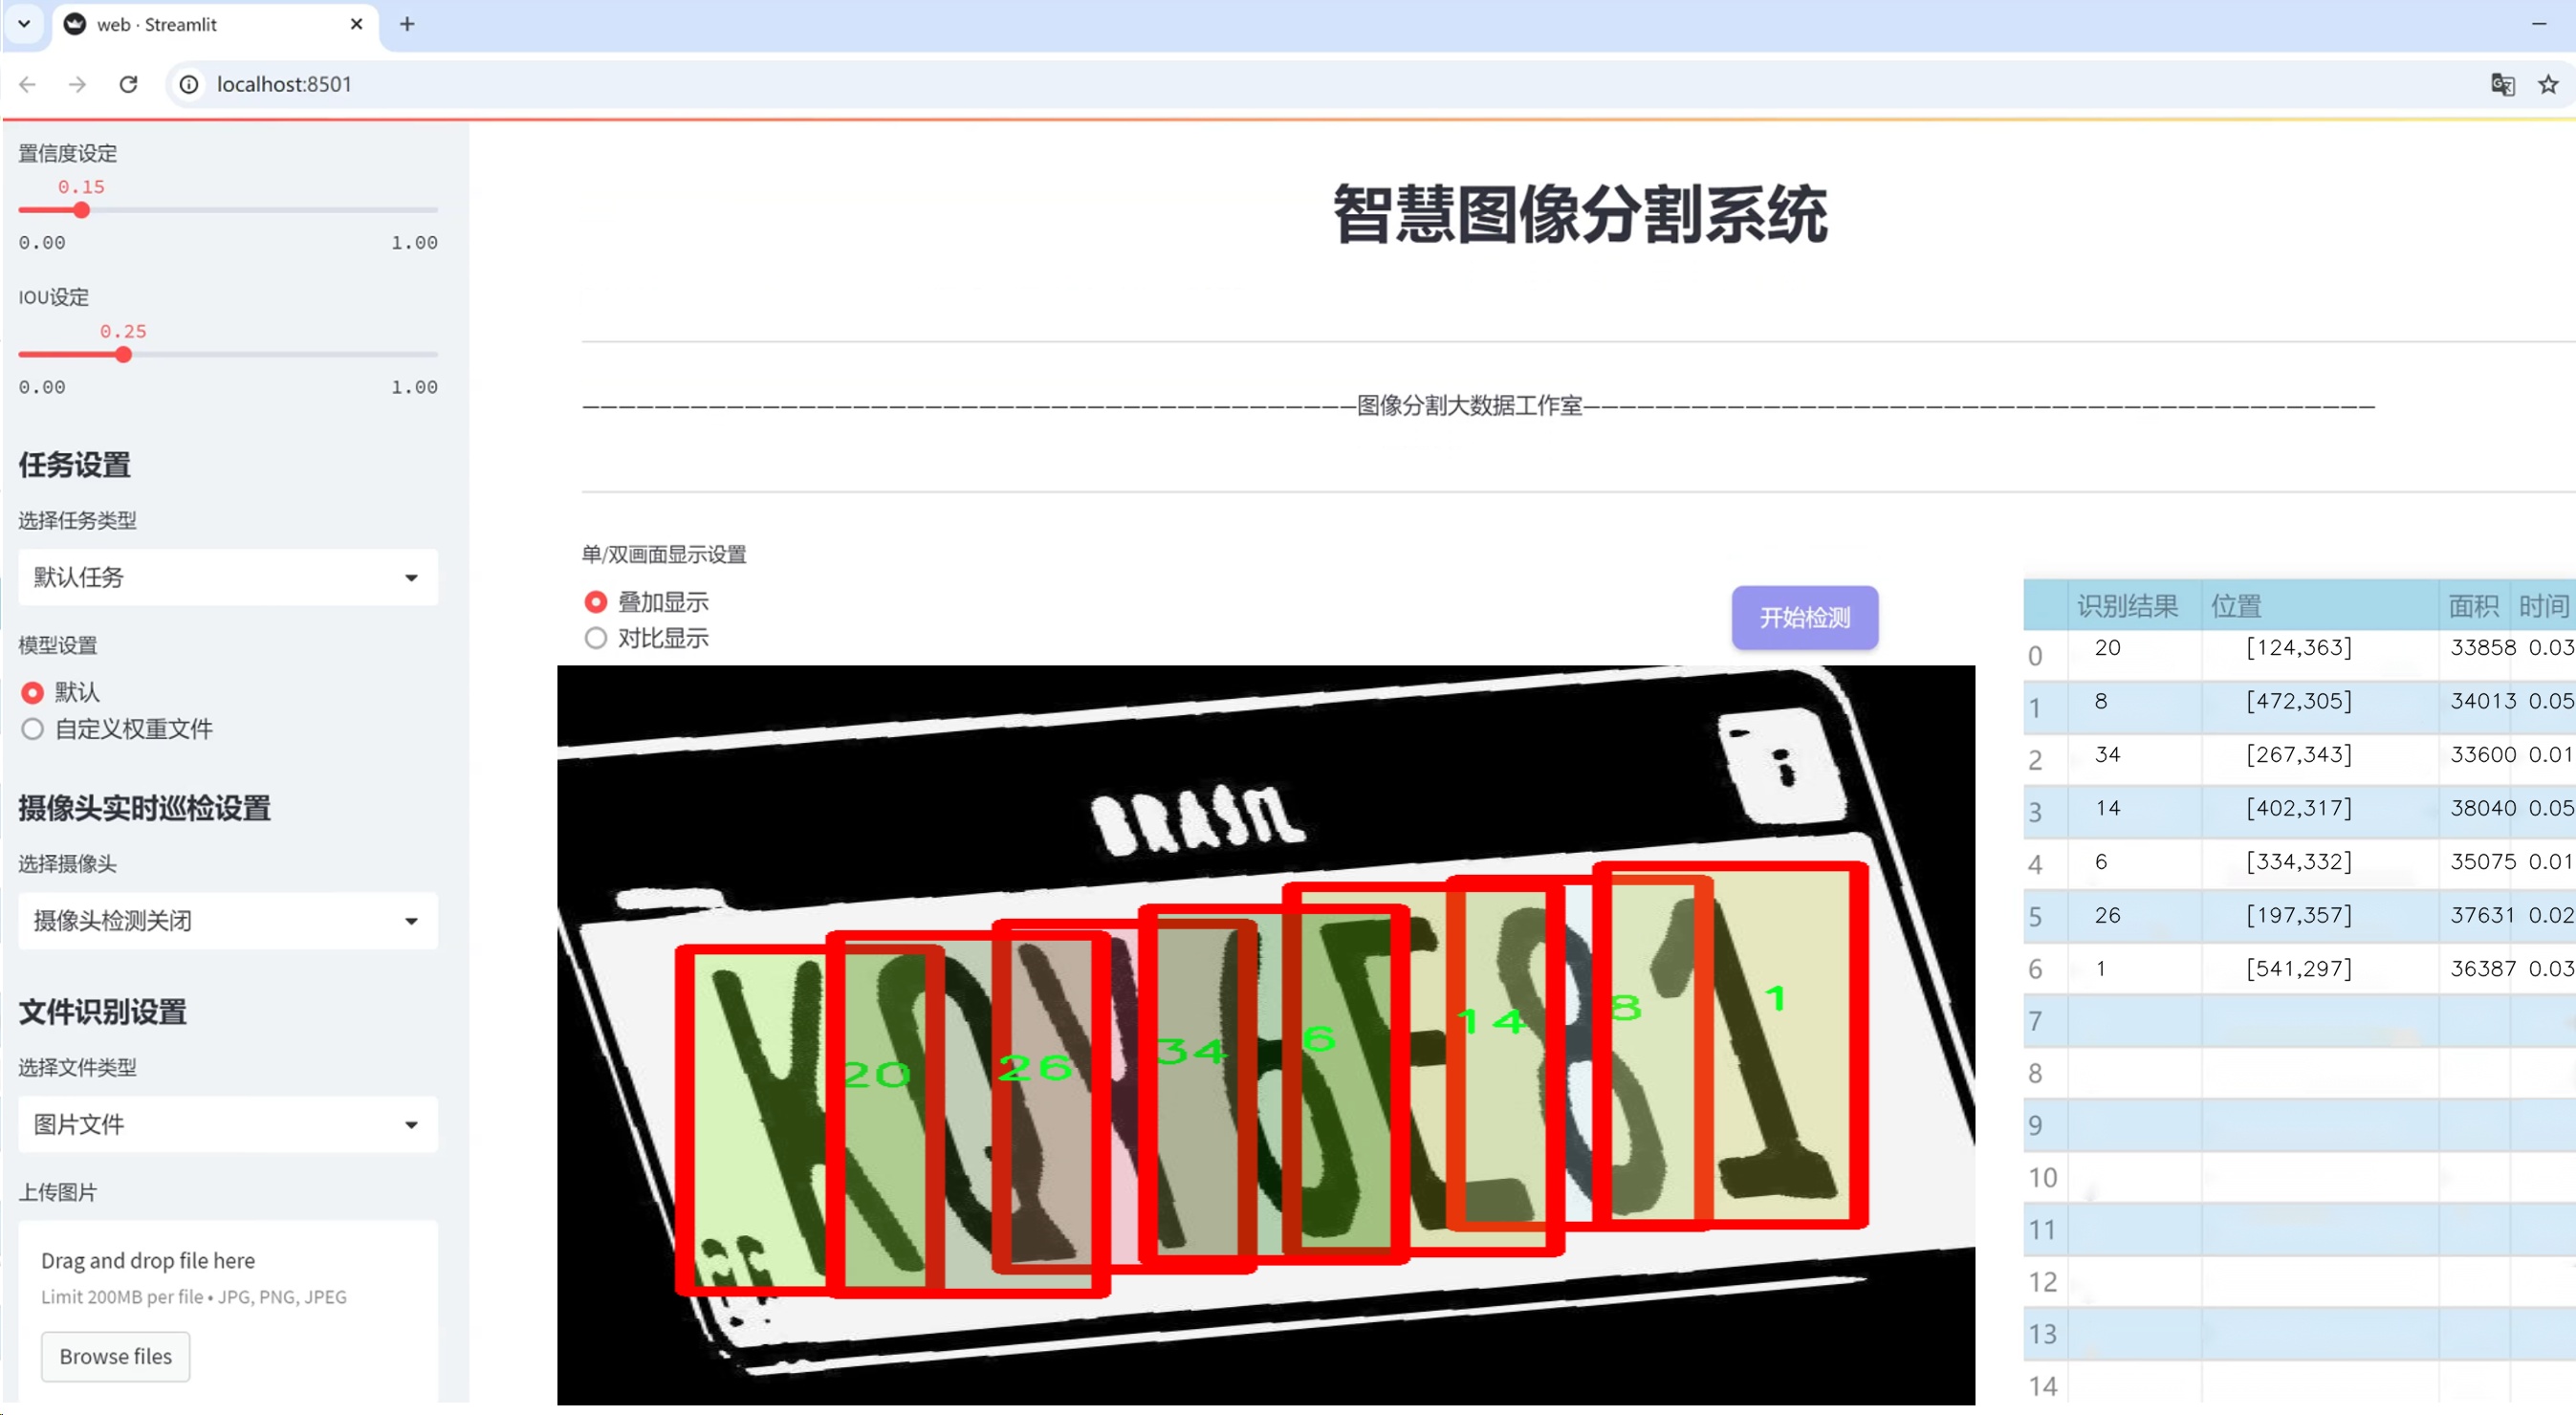 web · Streamlit
localhost:8501
置信度设定
0.15
0.00 1.00
IOU设定
0.25
0.00 1.00
任务设置
选择任务类型
默认任务
模型设置
默认
自定义权重文件
摄像头实时巡检设置
选择摄像头
摄像头检测关闭
文件识别设置
选择文件类型
图片文件
上传图片
Drag and drop file here
Limit 200MB per file • JPG, PNG, JPEG
Browse files
智慧图像分割系统
———————————————————————————————————————————图像分割大数据工作室————————————————————————————————————————————
单/双画面显示设置
叠加显示
对比显示
开始检测
BRASIL
KQY6E81
20 26 34 6 14 8 1
识别结果 位置 面积 时间
0 20 [124,363] 33858 0.03
1 8 [472,305] 34013 0.05
2 34 [267,343] 33600 0.01
3 14 [402,317] 38040 0.05
4 6 [334,332] 35075 0.01
5 26 [197,357] 37631 0.02
6 1 [541,297] 36387 0.03
7
8
9
10
11
12
13
14